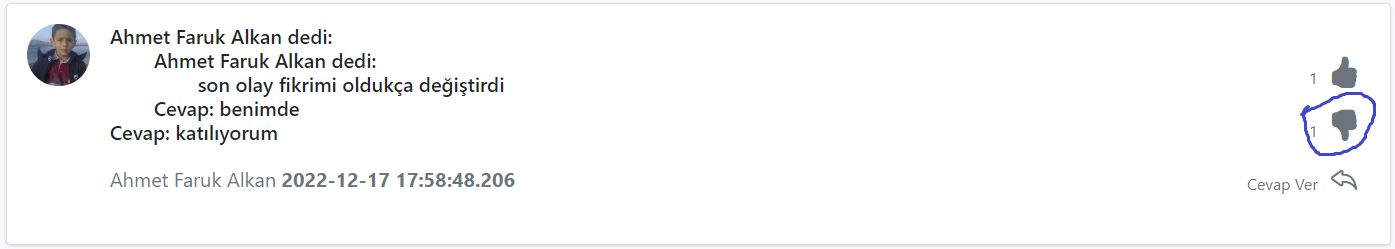 Ahmet Faruk Alkan dedi:
Ahmet Faruk Alkan dedi:
son olay fikrimi oldukça değiştirdi
Cevap: benimde
Cevap: katılıyorum
1
1
Ahmet Faruk Alkan 2022-12-17 17:58:48.206
Cevap Ver